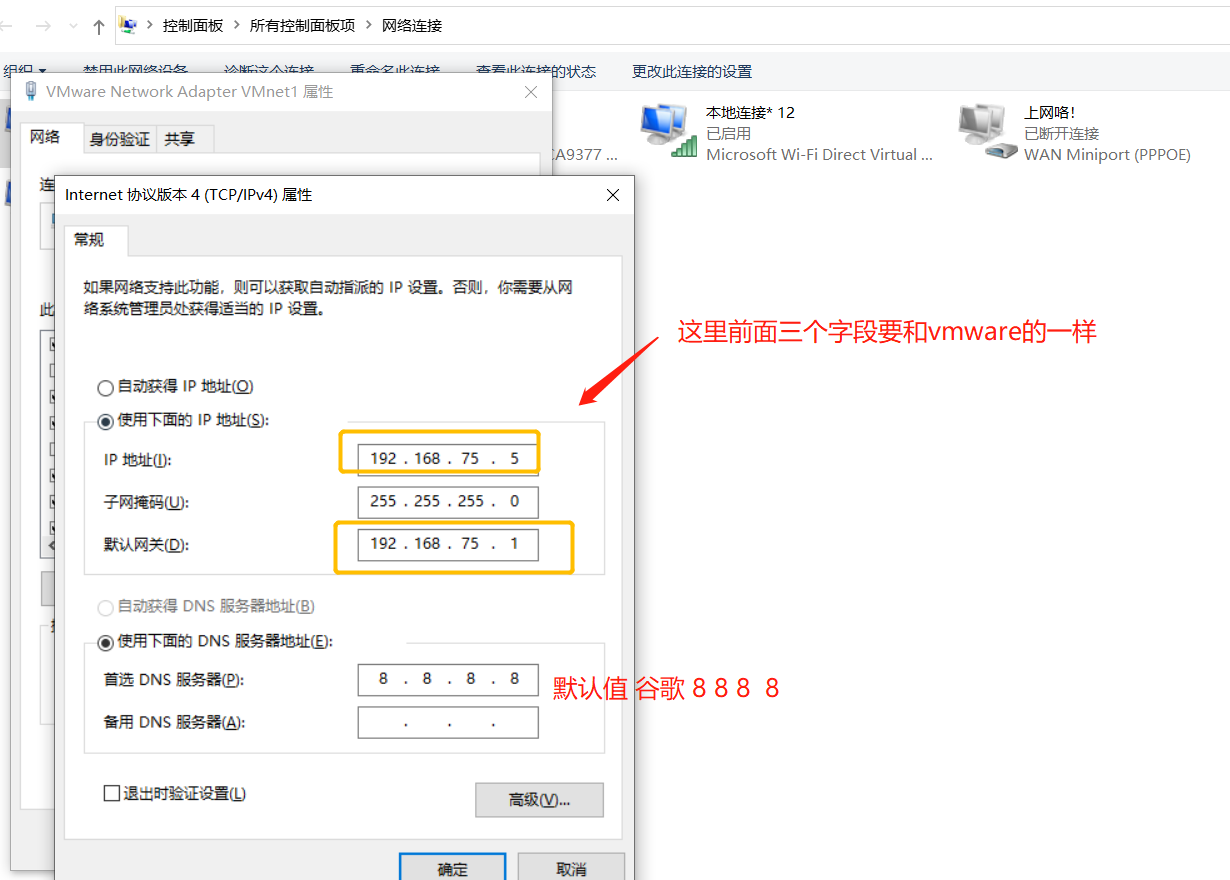 控制面板 > 所有控制面板项 > 网络连接
组织 禁用此网络设备 诊断这个连接 重命名此连接 查看此连接的状态 更改此连接的设置
VMware Network Adapter VMnet1 属性
网络 身份验证 共享
本地连接* 12
已启用
Microsoft Wi-Fi Direct Virtual ...
上网咯!
已断开连接
WAN Miniport (PPPOE)
CA9377 ...
Internet 协议版本 4 (TCP/IPv4) 属性
常规
如果网络支持此功能，则可以获取自动指派的 IP 设置。否则，你需要从网
络系统管理员处获得适当的 IP 设置。
这里前面三个字段要和vmware的一样
自动获得 IP 地址(O)
使用下面的 IP 地址(S):
IP 地址(I): 192 . 168 . 75 . 5
子网掩码(U): 255 . 255 . 255 . 0
默认网关(D): 192 . 168 . 75 . 1
自动获得 DNS 服务器地址(B)
使用下面的 DNS 服务器地址(E):
首选 DNS 服务器(P): 8 . 8 . 8 . 8
默认值 谷歌 8 8 8 8
备用 DNS 服务器(A): . . .
退出时验证设置(L)
高级(V)...
确定 取消